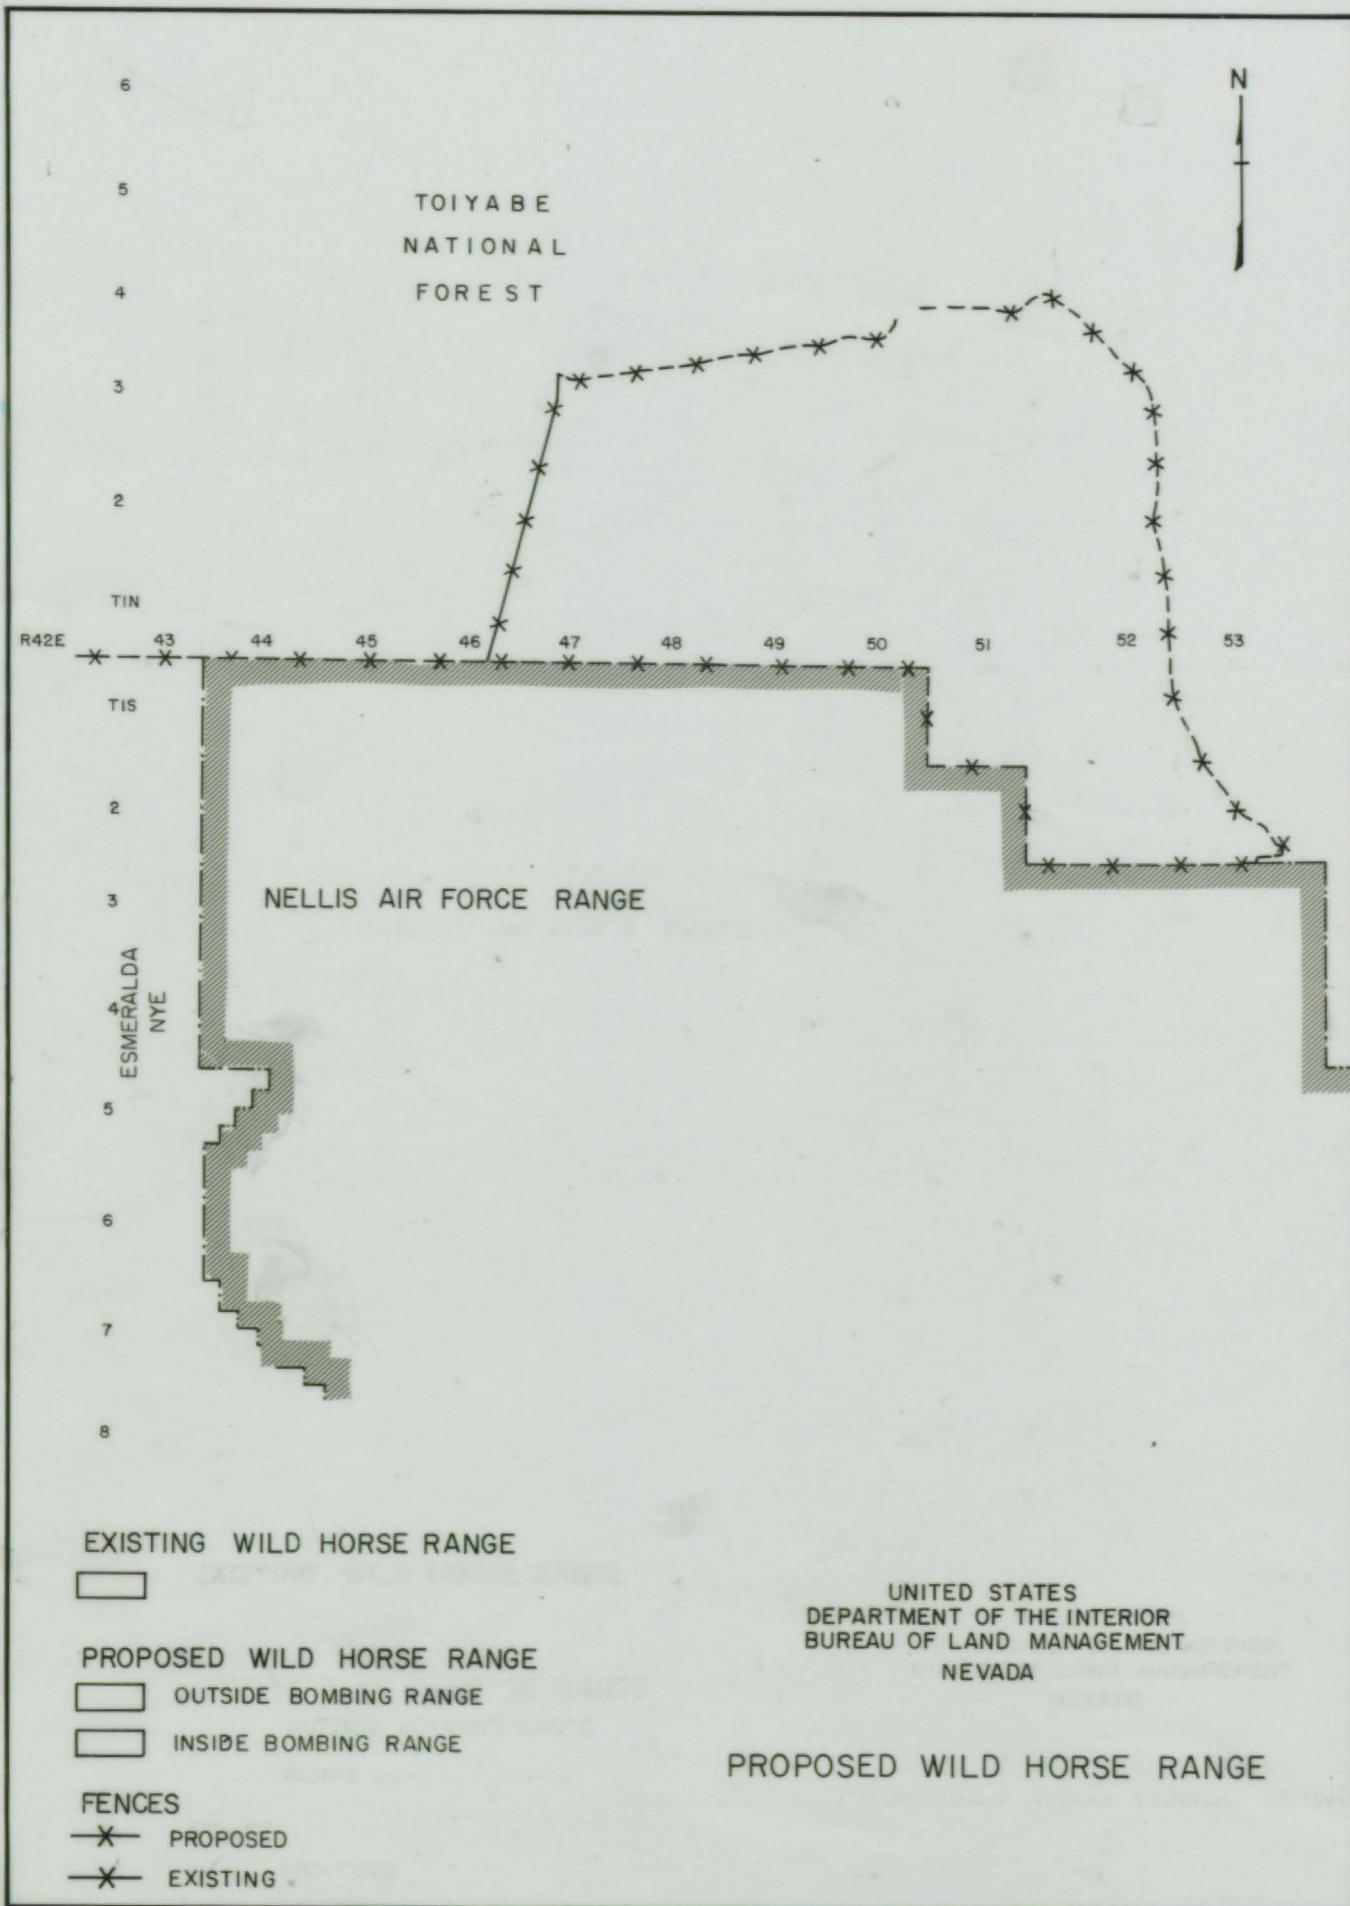 N
6
5
TOIYABE
NATIONAL
FOREST
4
3
2
T1N
R42E 43 44 45 46 47 48 49 50 51 52 53
T1S
2
NELLIS AIR FORCE RANGE
3
ESMERALDA
NYE
4
5
6
7
8
EXISTING WILD HORSE RANGE
PROPOSED WILD HORSE RANGE
OUTSIDE BOMBING RANGE
INSIDE BOMBING RANGE
FENCES
PROPOSED
EXISTING
UNITED STATES
DEPARTMENT OF THE INTERIOR
BUREAU OF LAND MANAGEMENT
NEVADA
PROPOSED WILD HORSE RANGE